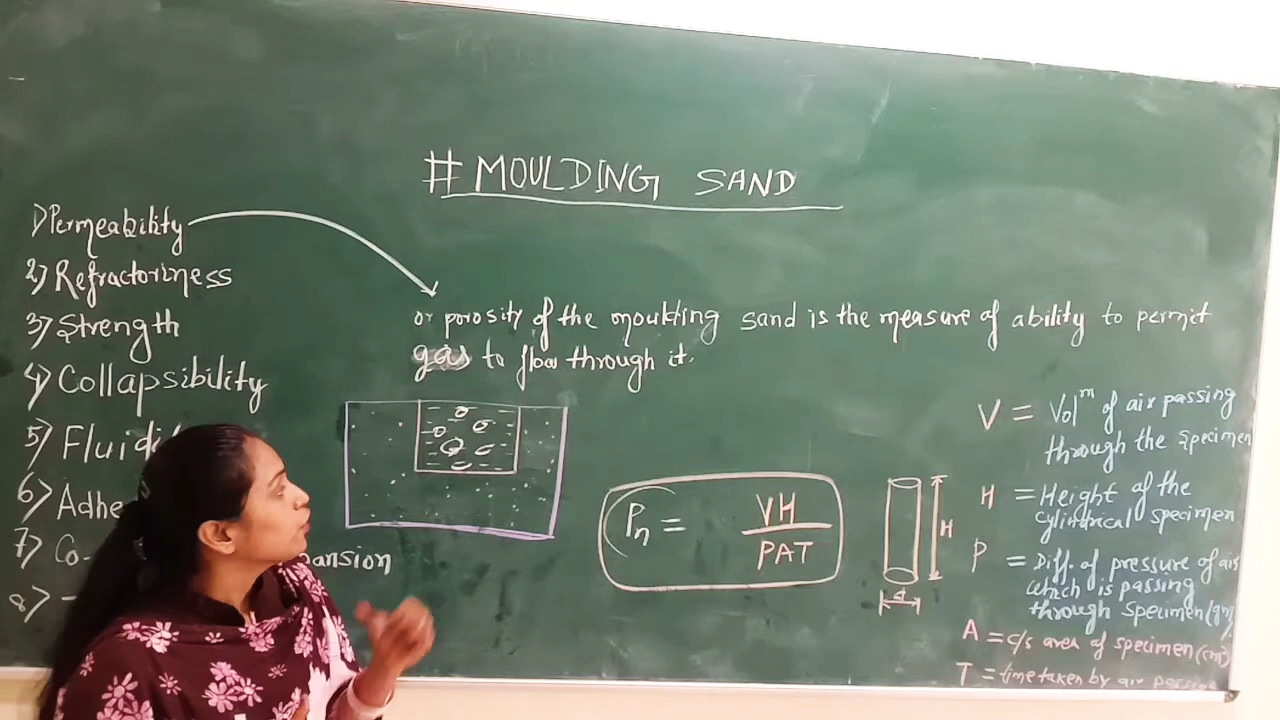 # MOULDING SAND
1) Permeability
2) Refractoriness
3) Strength
4) Collapsibility
5) Fluidi
6) Adhe
7) Co-
8)
pansion
or porosity of the moulding sand is the measure of ability to permit
gas to flow through it.
Pn = VH
PAT
H
d
V = Volm of air passing
through the specimen
H = Height of the
cylindrical specimen
P = Diff. of pressure of air
which is passing
through specimen (gm
A = c/s area of specimen (cm²)
T = time taken by air passing